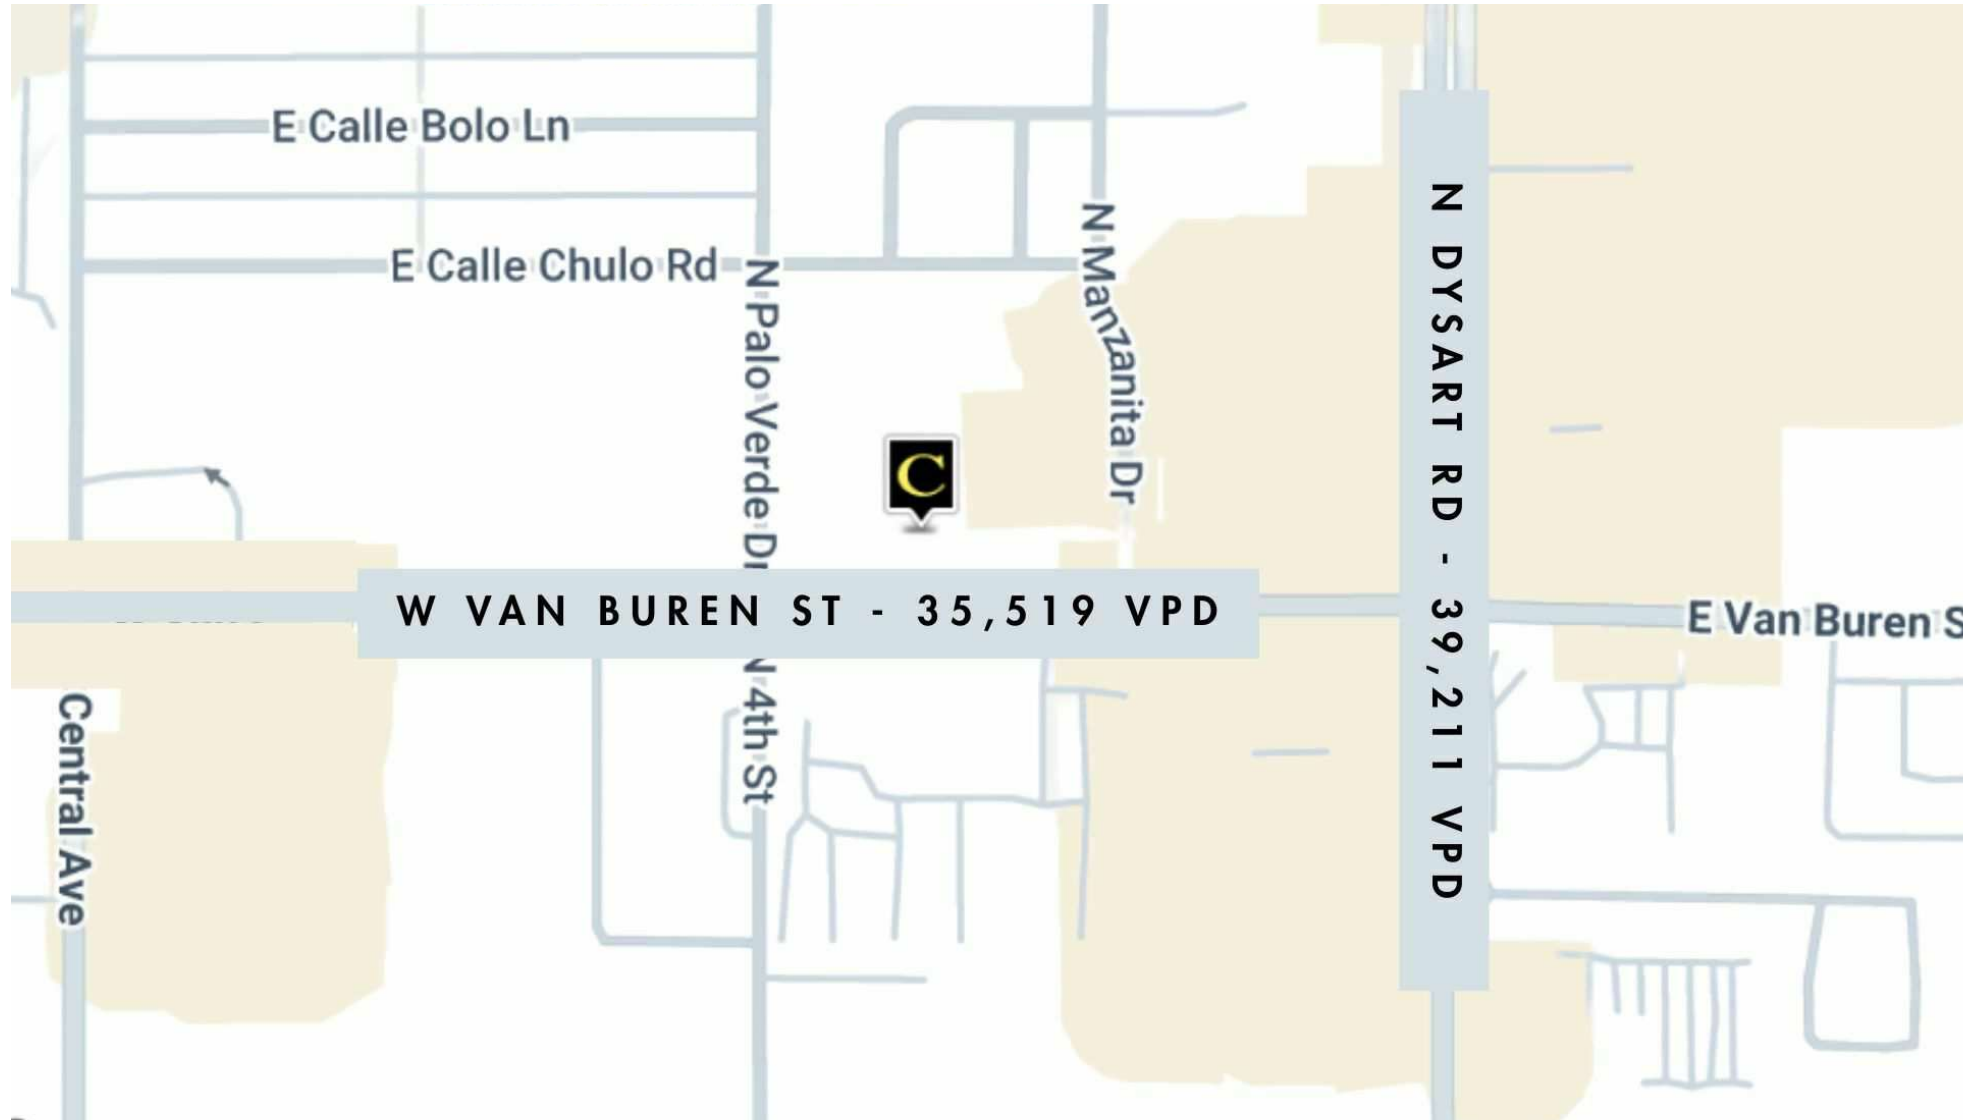 E Calle Bolo Ln
E Calle Chulo Rd
N Palo Verde Dr
N Manzanita Dr
N DYSART RD - 39,211 VPD
C
W VAN BUREN ST - 35,519 VPD
E Van Buren S
N 4th St
Central Ave